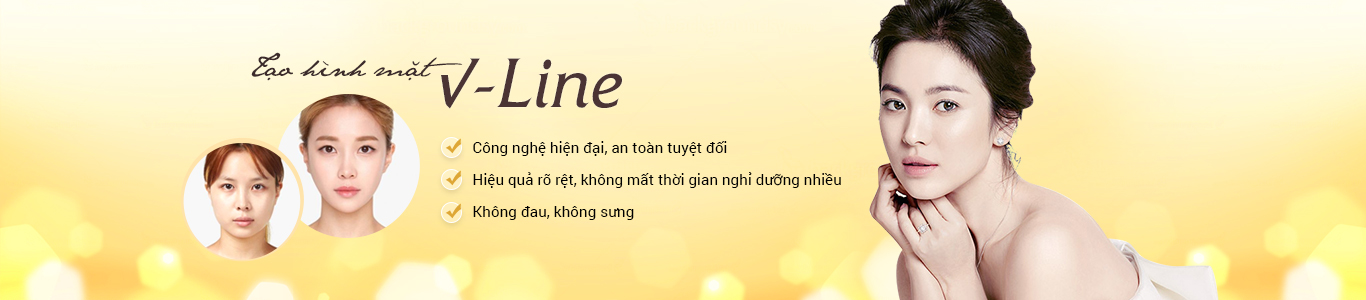 Tạo hình mặt V-Line
Công nghệ hiện đại, an toàn tuyệt đối
Hiệu quả rõ rệt, không mất thời gian nghỉ dưỡng nhiều
Không đau, không sưng